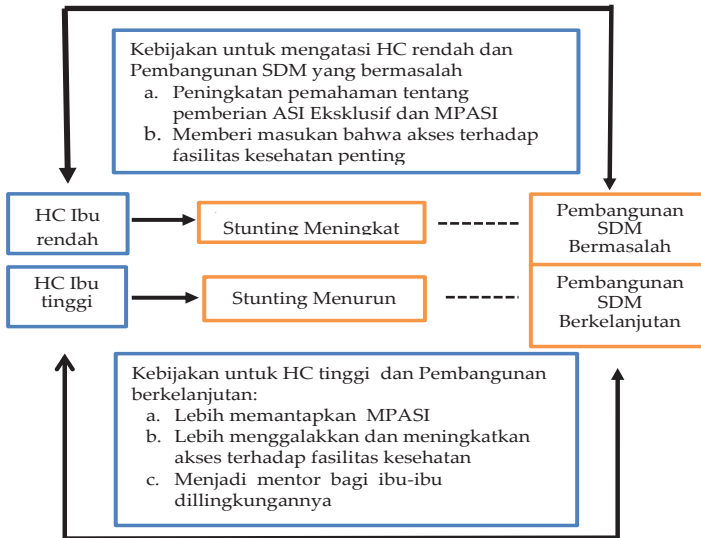 Kebijakan untuk mengatasi HC rendah dan
Pembangunan SDM yang bermasalah
a. Peningkatan pemahaman tentang
pemberian ASI Eksklusif dan MPASI
b. Memberi masukan bahwa akses terhadap
fasilitas kesehatan penting
HC Ibu
rendah
Stunting Meningkat
Pembangunan
SDM
Bermasalah
HC Ibu
tinggi
Stunting Menurun
Pembangunan
SDM
Berkelanjutan
Kebijakan untuk HC tinggi dan Pembangunan
berkelanjutan:
a. Lebih memantapkan MPASI
b. Lebih menggalakkan dan meningkatkan
akses terhadap fasilitas kesehatan
c. Menjadi mentor bagi ibu-ibu
dillingkungannya